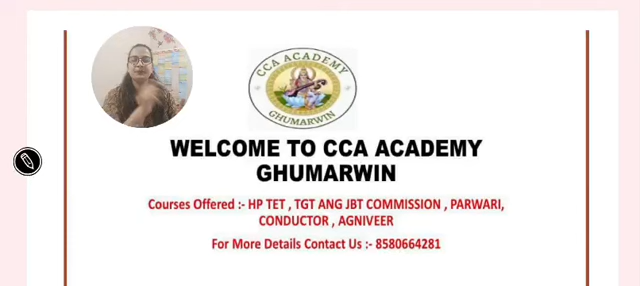 CCA ACADEMY
GHUMARWIN
WELCOME TO CCA ACADEMY
GHUMARWIN
Courses Offered :- HP TET , TGT ANG JBT COMMISSION , PARWARI,
CONDUCTOR , AGNIVEER
For More Details Contact Us :- 8580664281